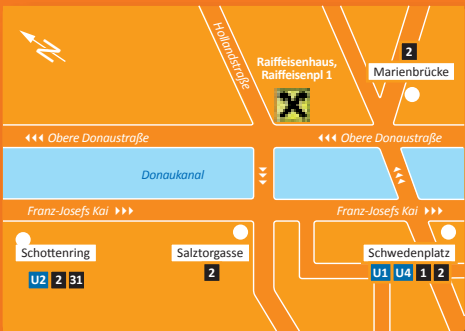 N
Hollandstraße
Raiffeisenhaus,
Raiffeisenpl 1
2
Marienbrücke
Obere Donaustraße
Obere Donaustraße
Donaukanal
Franz-Josefs Kai
Franz-Josefs Kai
Schottenring
U2 2 31
Salztorgasse
2
Schwedenplatz
U1 U4 1 2